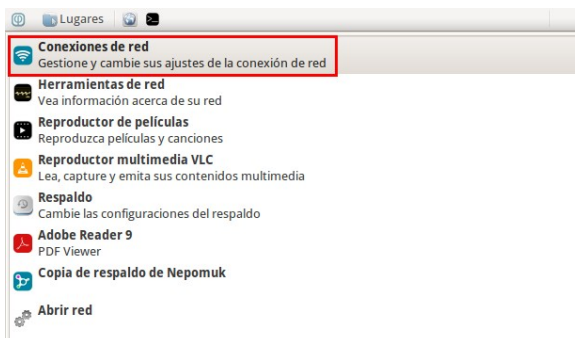 Lugares
Conexiones de red
Gestione y cambie sus ajustes de la conexión de red
Herramientas de red
Vea información acerca de su red
Reproductor de películas
Reproduzca películas y canciones
Reproductor multimedia VLC
Lea, capture y emita sus contenidos multimedia
Respaldo
Cambie las configuraciones del respaldo
Adobe Reader 9
PDF Viewer
Copia de respaldo de Nepomuk
Abrir red